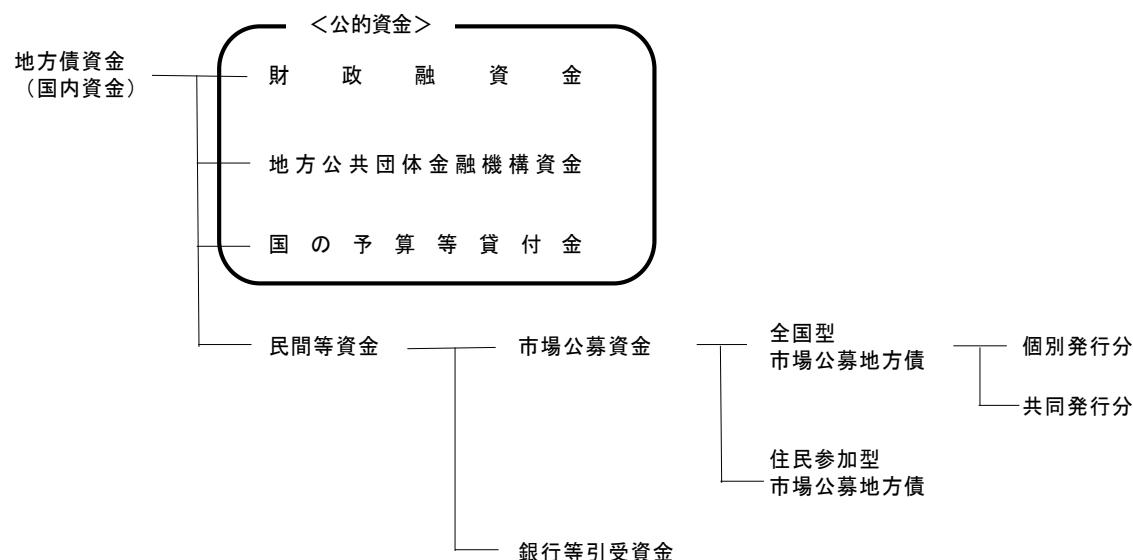 ＜公的資金＞
地方債資金
（国内資金）
財政融資金
地方公共団体金融機構資金
国の予算等貸付金
民間等資金
市場公募資金
全国型
市場公募地方債
個別発行分
共同発行分
住民参加型
市場公募地方債
銀行等引受資金